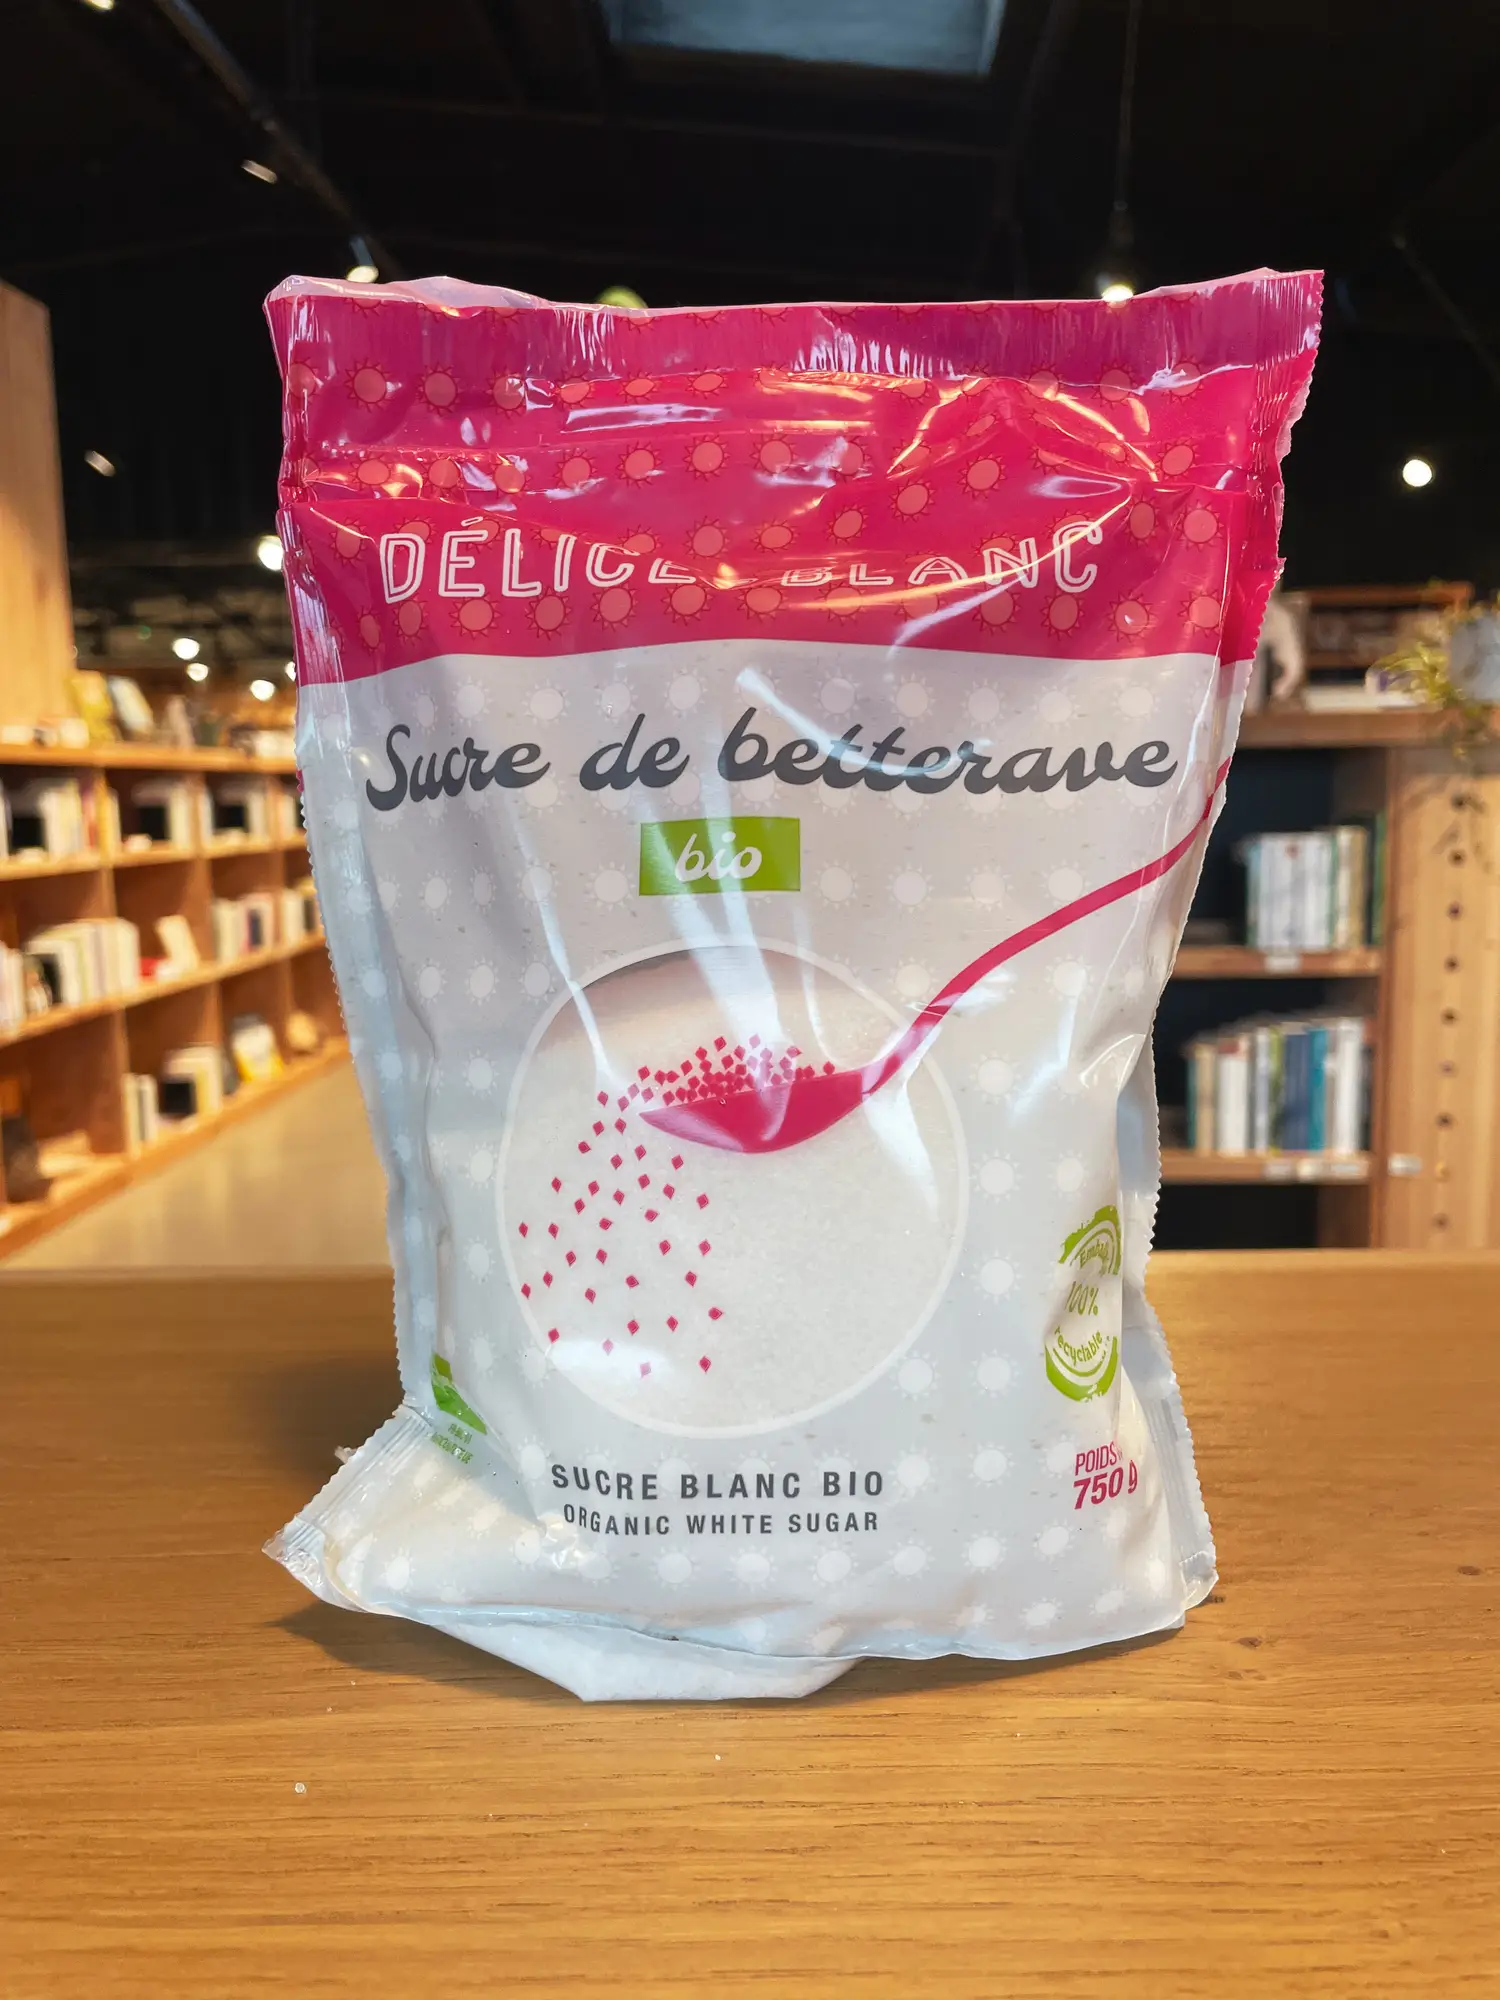 DÉLICE BLANC
Sucre de betterave
bio
100%
recyclable
SUCRE BLANC BIO
ORGANIC WHITE SUGAR
POIDS
750 g